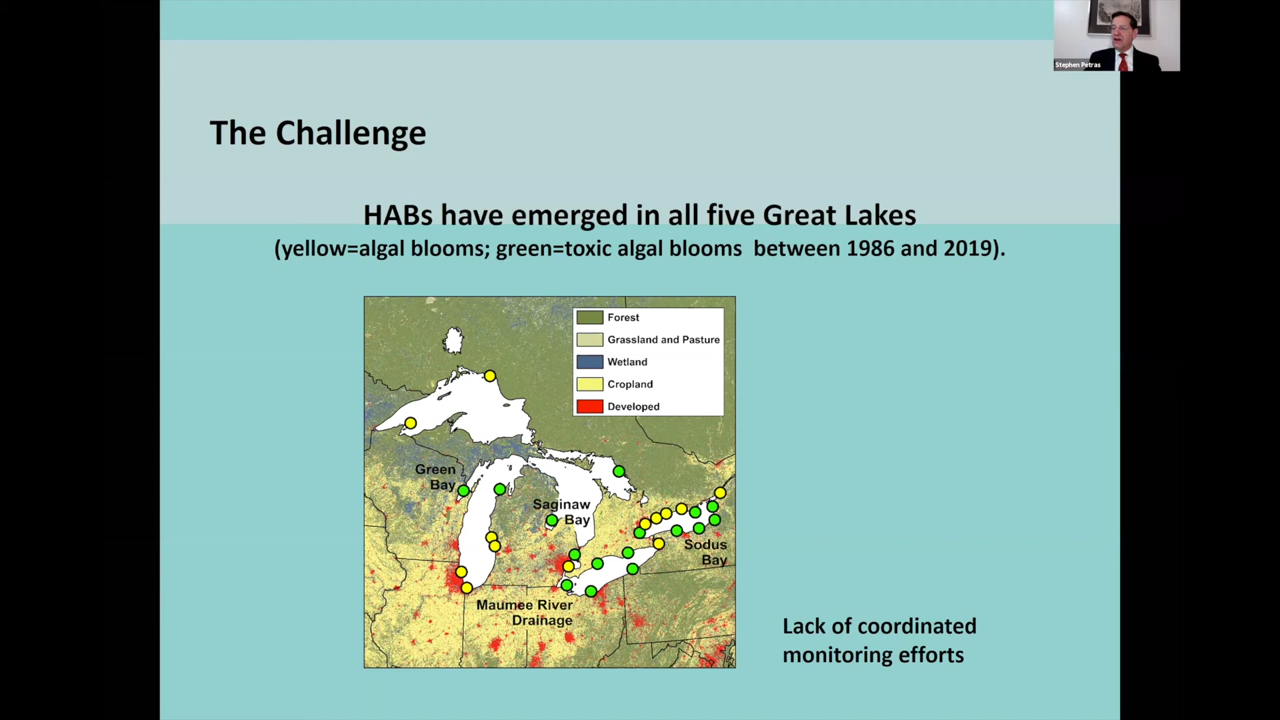 Stephen Petras
The Challenge
HABs have emerged in all five Great Lakes
(yellow=algal blooms; green=toxic algal blooms between 1986 and 2019).
Forest
Grassland and Pasture
Wetland
Cropland
Developed
Green
Bay
Saginaw
Bay
Sodus
Bay
Maumee River
Drainage
Lack of coordinated
monitoring efforts